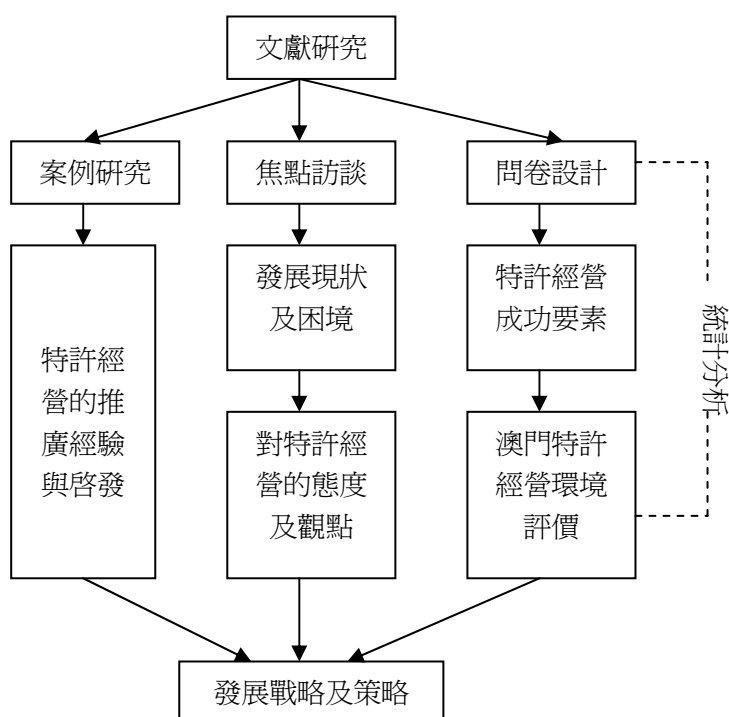 文獻研究
案例研究
焦點訪談
問卷設計
特許經
營的推
廣經驗
與啓發
發展現狀
及困境
對特許經
營的態度
及觀點
特許經營
成功要素
澳門特許
經營環境
評價
統計分析
發展戰略及策略